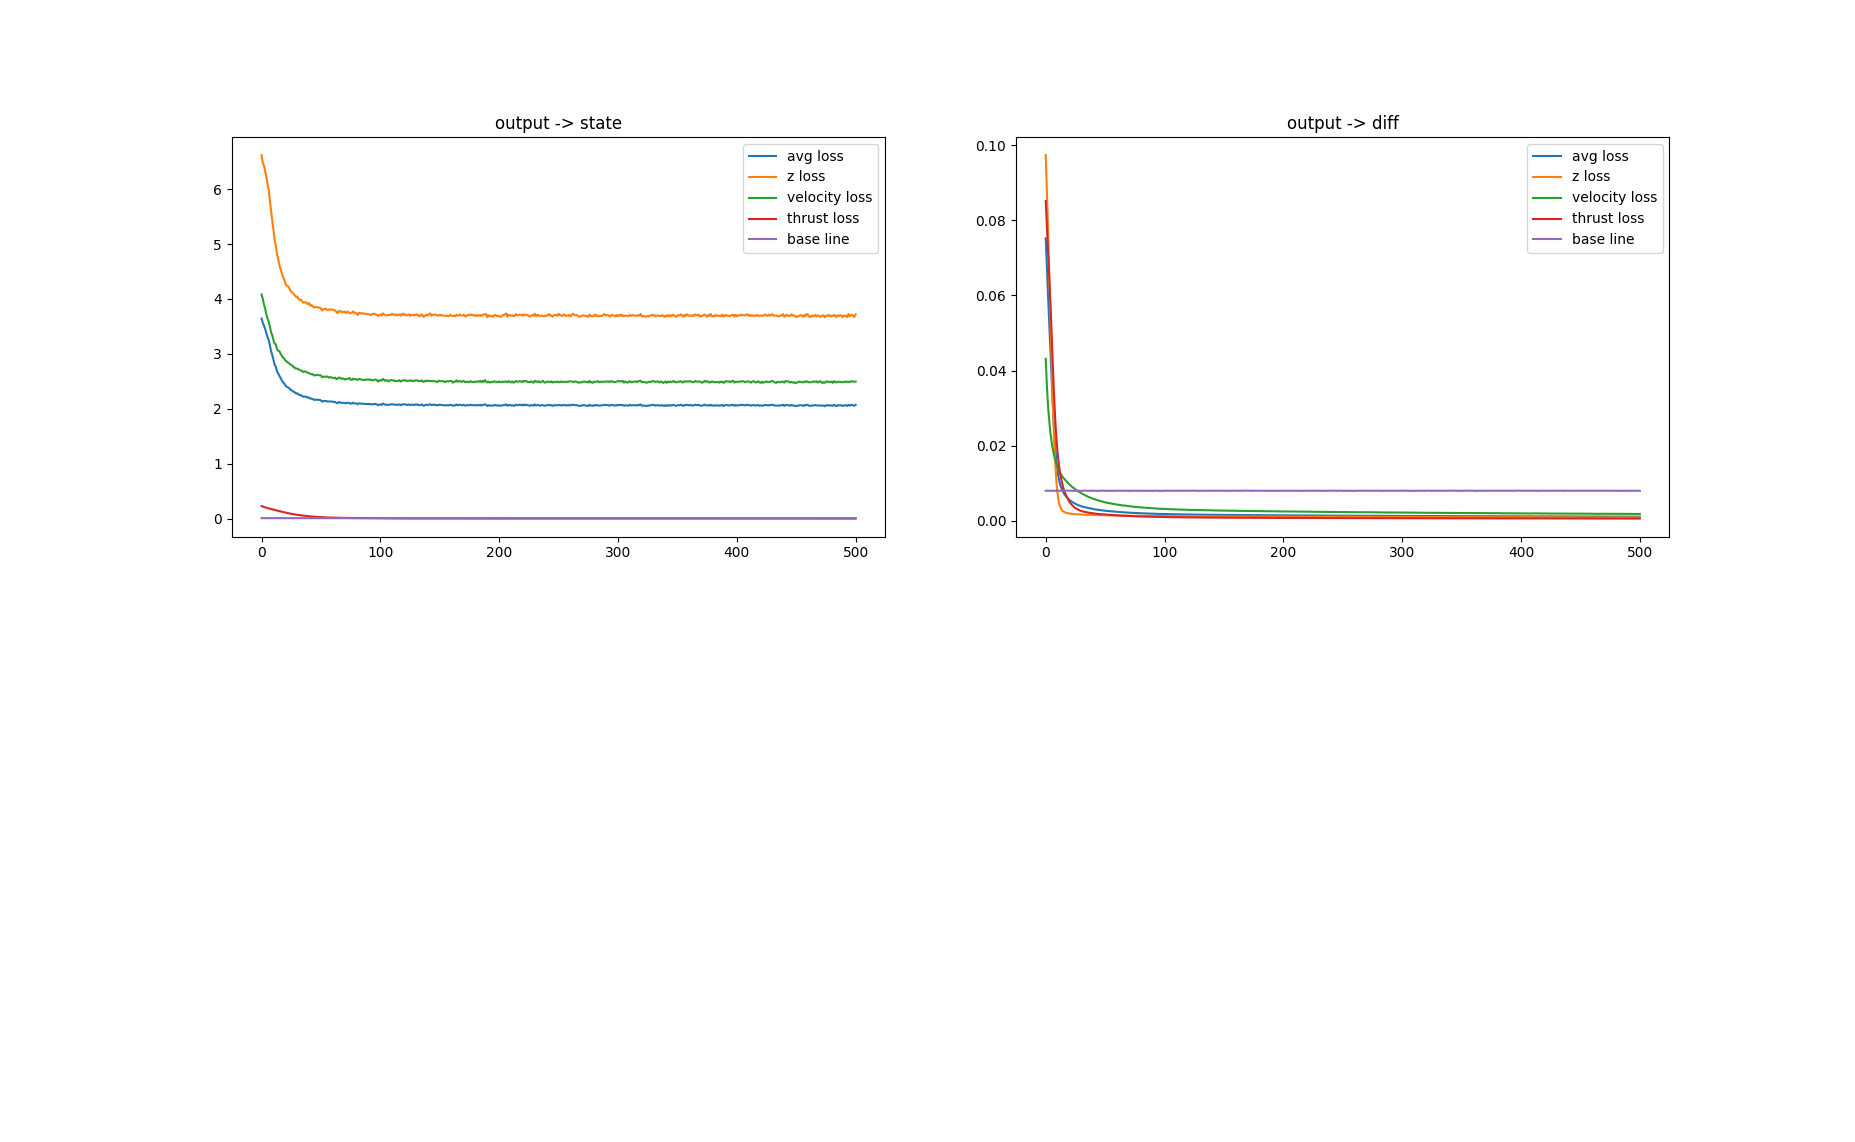 output -> state
avg loss
z loss
velocity loss
thrust loss
base line
6
5
4
3
2
1
0
0 100 200 300 400 500
output -> diff
avg loss
z loss
velocity loss
thrust loss
base line
0.10
0.08
0.06
0.04
0.02
0.00
0 100 200 300 400 500